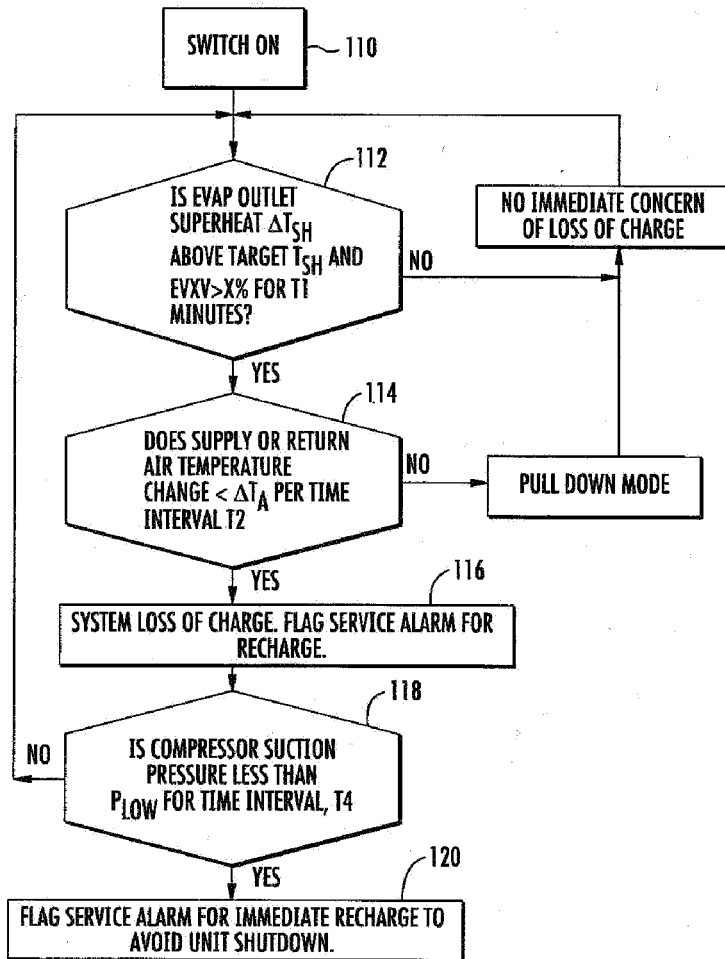 SWITCH ON
110
112
IS EVAP OUTLET
SUPERHEAT ΔTSH
ABOVE TARGET TSH AND
EVXV>X% FOR T1
MINUTES?
NO
NO IMMEDIATE CONCERN
OF LOSS OF CHARGE
YES
114
DOES SUPPLY OR RETURN
AIR TEMPERATURE
CHANGE < ΔTA PER TIME
INTERVAL T2
NO
PULL DOWN MODE
YES
116
SYSTEM LOSS OF CHARGE. FLAG SERVICE ALARM FOR
RECHARGE.
118
NO
IS COMPRESSOR SUCTION
PRESSURE LESS THAN
PLOW FOR TIME INTERVAL, T4
YES
120
FLAG SERVICE ALARM FOR IMMEDIATE RECHARGE TO
AVOID UNIT SHUTDOWN.